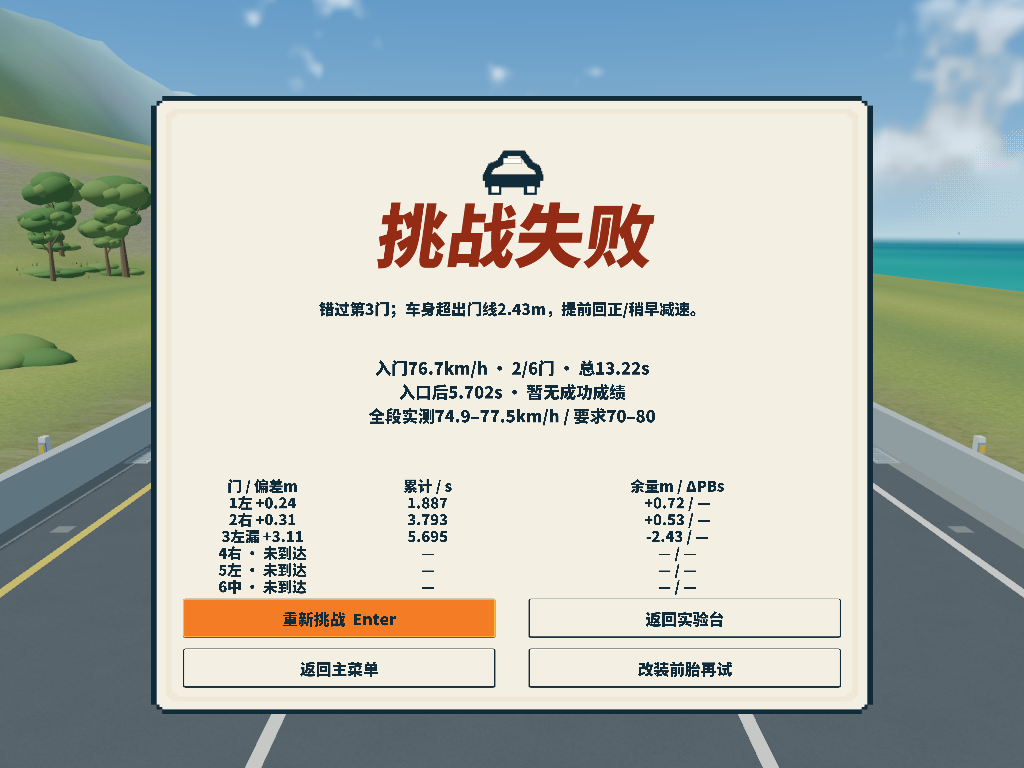 挑战失败
错过第3门；车身超出门线2.43m，提前回正/稍早减速。
入门76.7km/h · 2/6门 · 总13.22s
入口后5.702s · 暂无成功成绩
全段实测74.9–77.5km/h / 要求70–80
门 / 偏差m 累计 / s 余量m / ΔPBs
1左 +0.24 1.887 +0.72 / —
2右 +0.31 3.793 +0.53 / —
3左漏 +3.11 5.695 -2.43 / —
4右 · 未到达 — — / —
5左 · 未到达 — — / —
6中 · 未到达 — — / —
重新挑战 Enter 返回实验台
返回主菜单 改装前胎再试